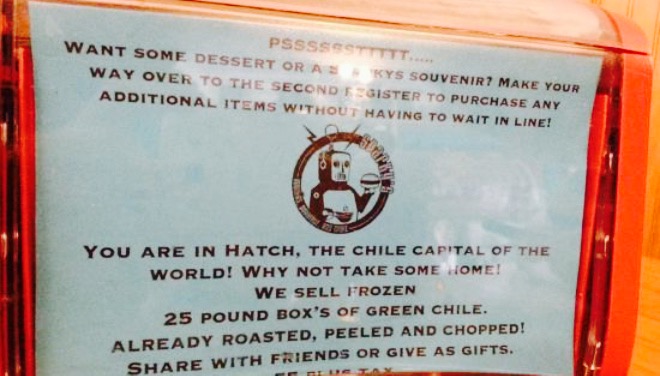 PSSSSSSTTTTT.....
WANT SOME DESSERT OR A SOUVENIR? MAKE YOUR
WAY OVER TO THE SECOND REGISTER TO PURCHASE ANY
ADDITIONAL ITEMS WITHOUT HAVING TO WAIT IN LINE!
YOU ARE IN HATCH, THE CHILE CAPITAL OF THE
WORLD! WHY NOT TAKE SOME HOME!
WE SELL FROZEN
25 POUND BOX'S OF GREEN CHILE.
ALREADY ROASTED, PEELED AND CHOPPED!
SHARE WITH FRIENDS OR GIVE AS GIFTS.
PLUS TAX